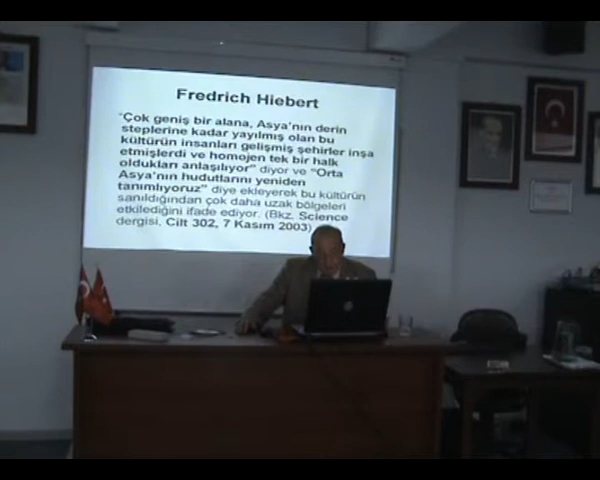 Fredrich Hiebert
“Çok geniş bir alana, Asya’nın derin
steplerine kadar yayılmış olan bu
kültürün insanları gelişmiş şehirler inşa
etmişlerdi ve homojen tek bir halk
oldukları anlaşılıyor” diyor ve “Orta
Asya’nın hudutlarını yeniden
tanımlıyoruz” diye ekleyerek bu kültürün
sanıldığından çok daha uzak bölgeleri
etkilediğini ifade ediyor. (Bkz. Science
dergisi, Cilt 302, 7 Kasım 2003)